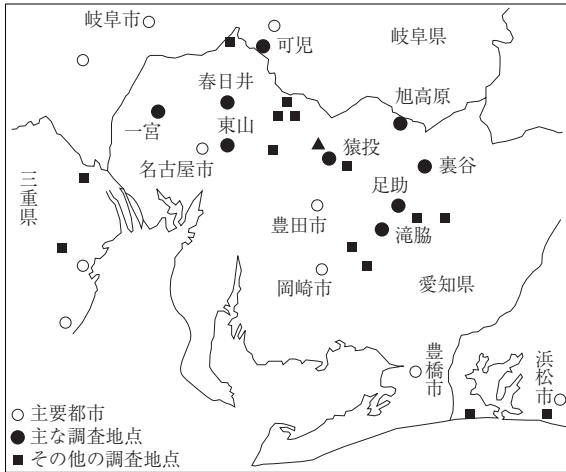 岐阜市
岐阜県
可児
春日井
旭高原
一宮
東山
猿投
裏谷
名古屋市
三重県
足助
豊田市
滝脇
岡崎市
愛知県
豊橋市
浜松市
○主要都市
●主な調査地点
■その他の調査地点